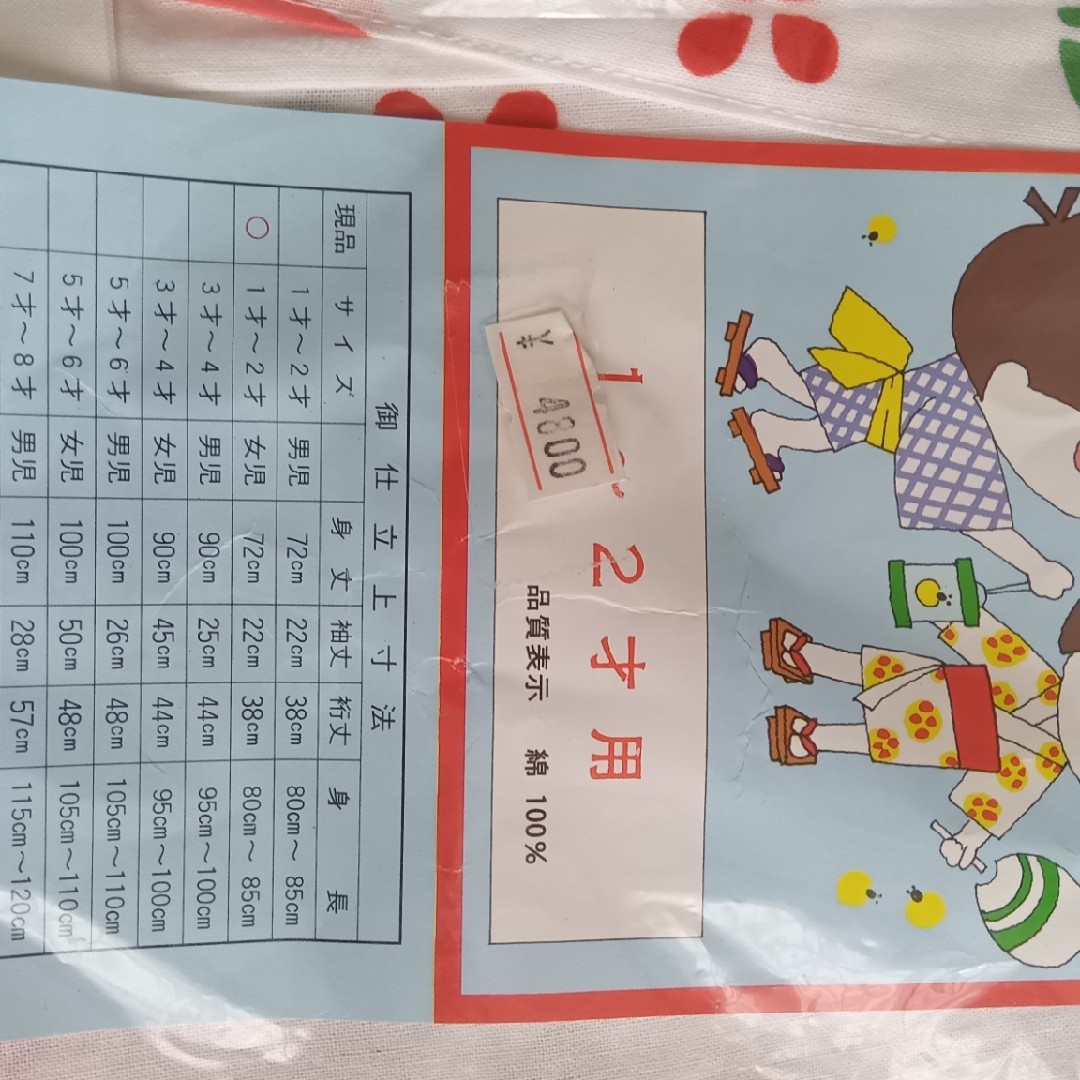 御仕立上寸法
現品 サイズ 身丈 袖丈 裄丈 身長
1才～2才 男児 72cm 22cm 38cm 80cm～85cm
○ 1才～2才 女児 72cm 22cm 38cm 80cm～85cm
3才～4才 男児 90cm 25cm 44cm 95cm～100cm
3才～4才 女児 90cm 45cm 44cm 95cm～100cm
5才～6才 男児 100cm 26cm 48cm 105cm～110cm
5才～6才 女児 100cm 50cm 48cm 105cm～110cm
7才～8才 男児 110cm 28cm 57cm 115cm～120cm
1～2才用
¥4800
品質表示 綿 100%